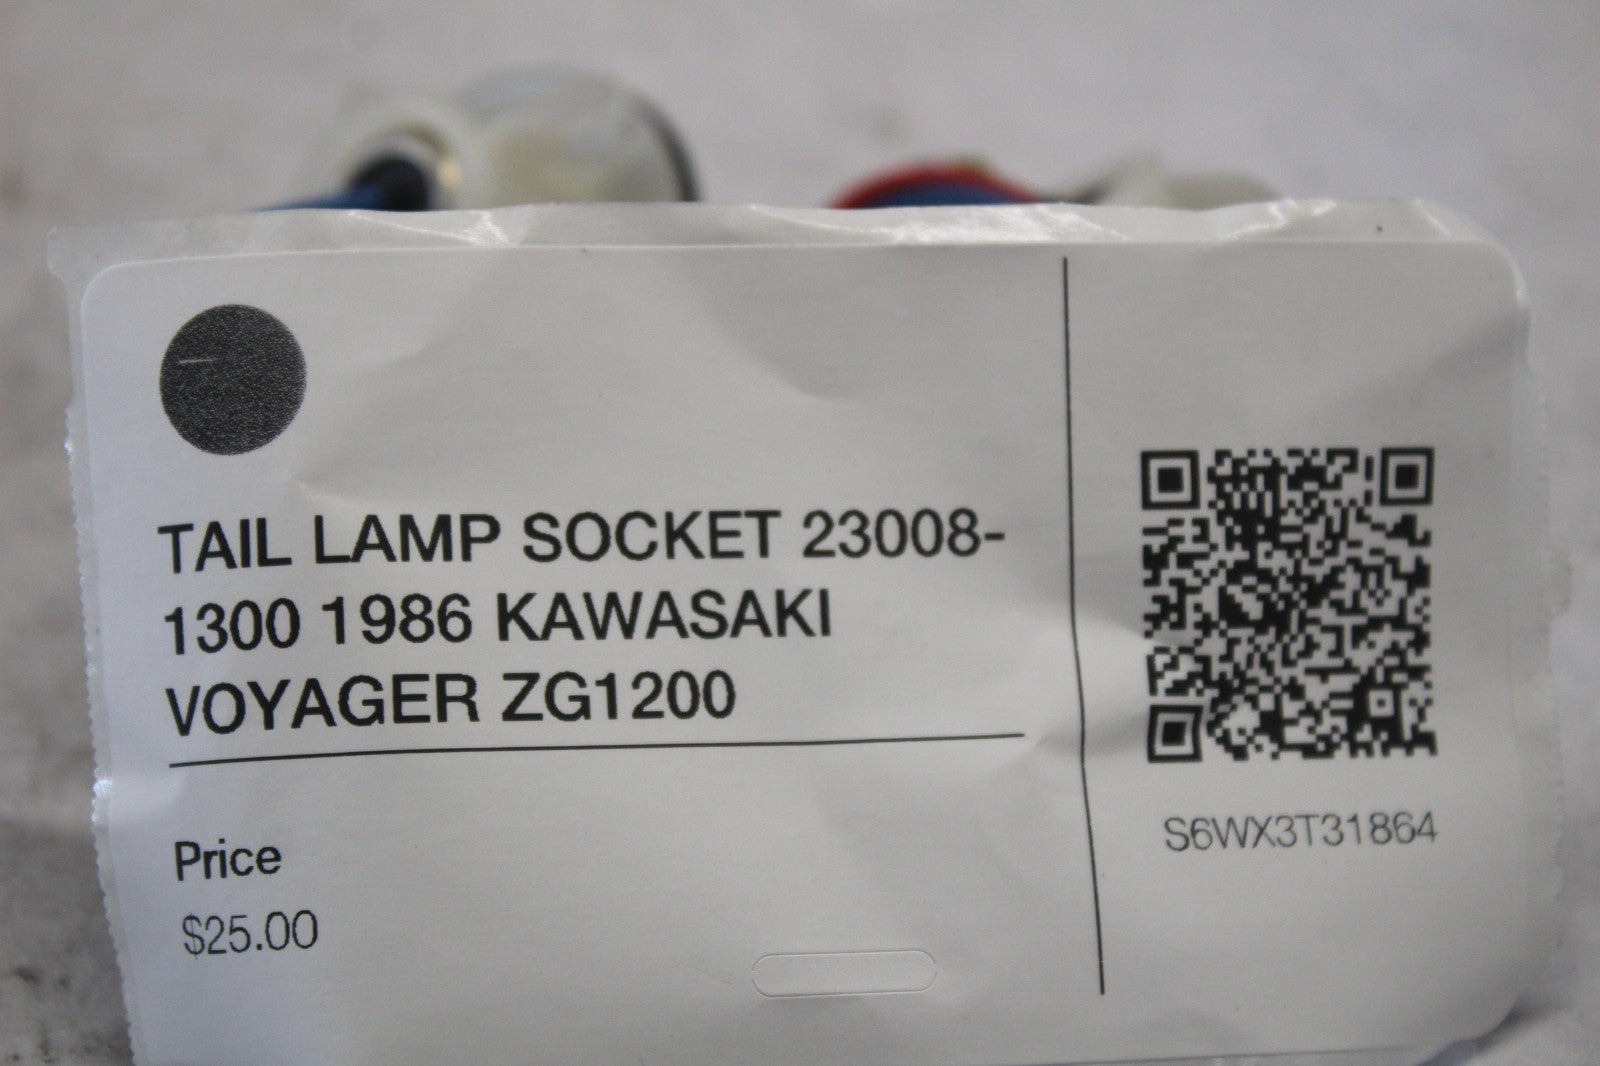 TAIL LAMP SOCKET 23008-
1300 1986 KAWASAKI
VOYAGER ZG1200
Price
$25.00
S6WX3T31864